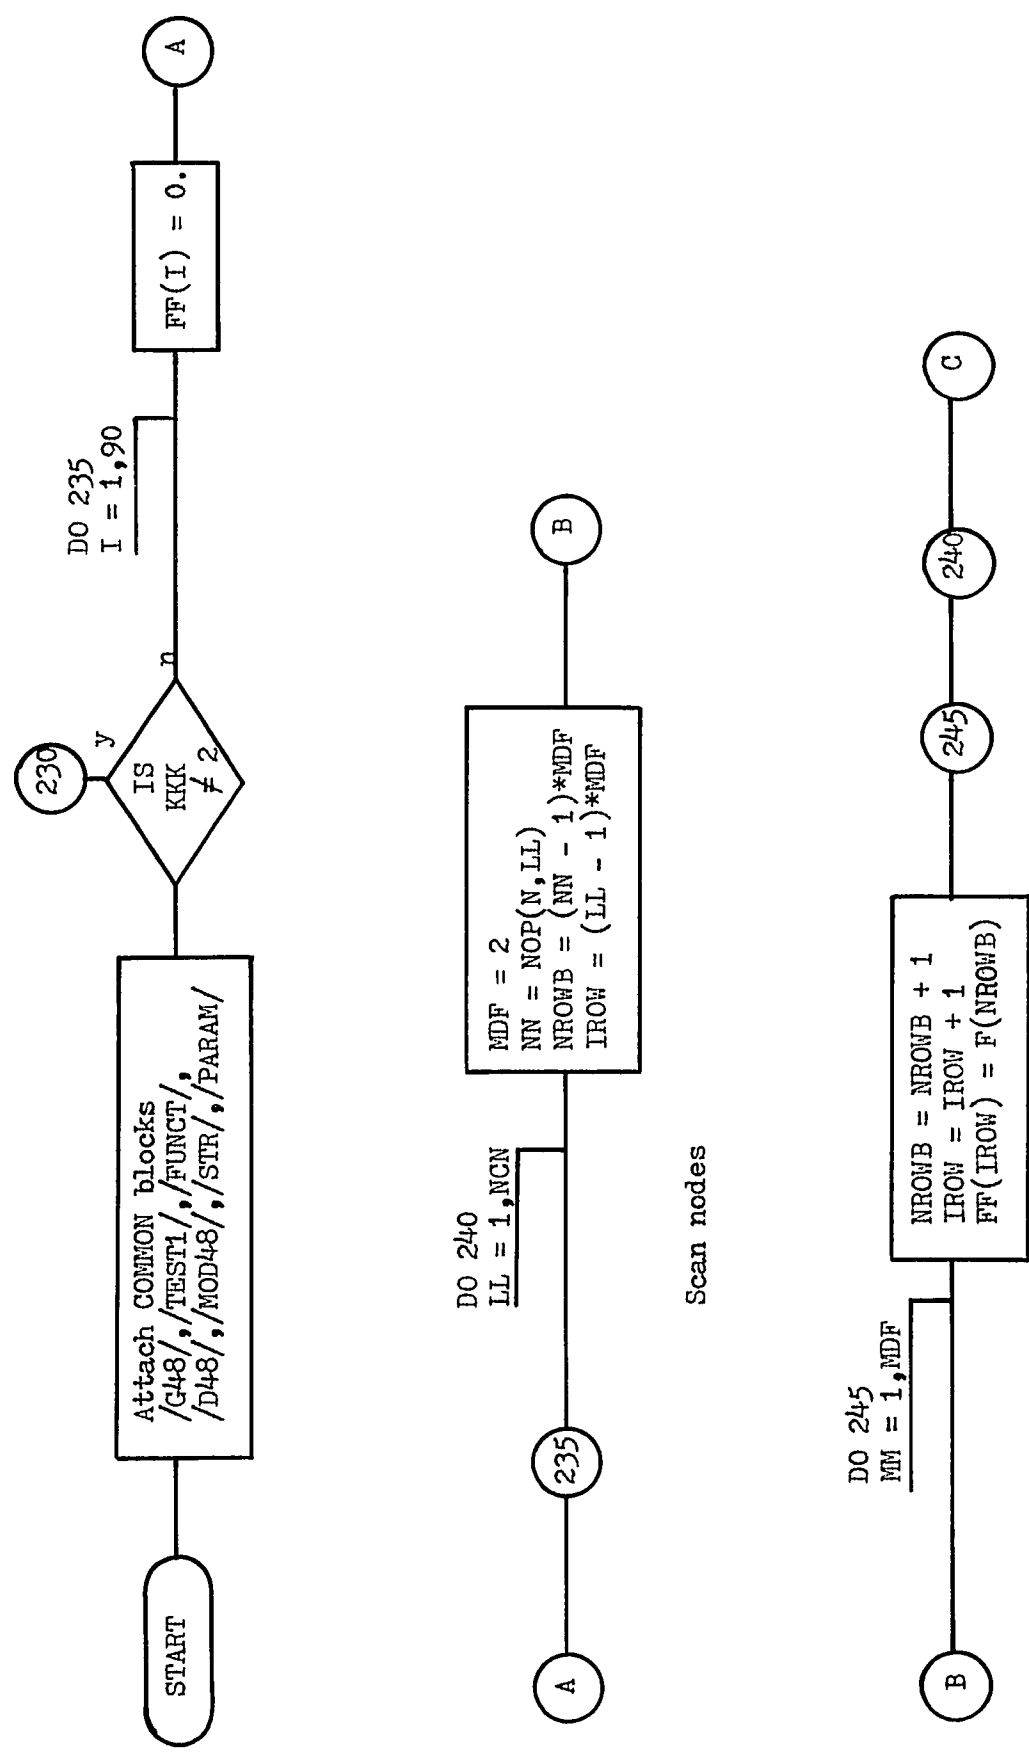 START
Attach COMMON blocks
/G48/,/TEST1/,/FUNCT/,
/D48/,/MOD48/,/STR/,/PARAM/
230
y
IS
KKK
≠ 2
n
DO 235
I = 1,90
FF(I) = 0.
A
A
235
DO 240
LL = 1,NCN
Scan nodes
MDF = 2
NN = NOP(N,LL)
NROWB = (NN - 1)*MDF
IROW = (LL - 1)*MDF
B
B
DO 245
MM = 1,MDF
NROWB = NROWB + 1
IROW = IROW + 1
FF(IROW) = F(NROWB)
245
240
C